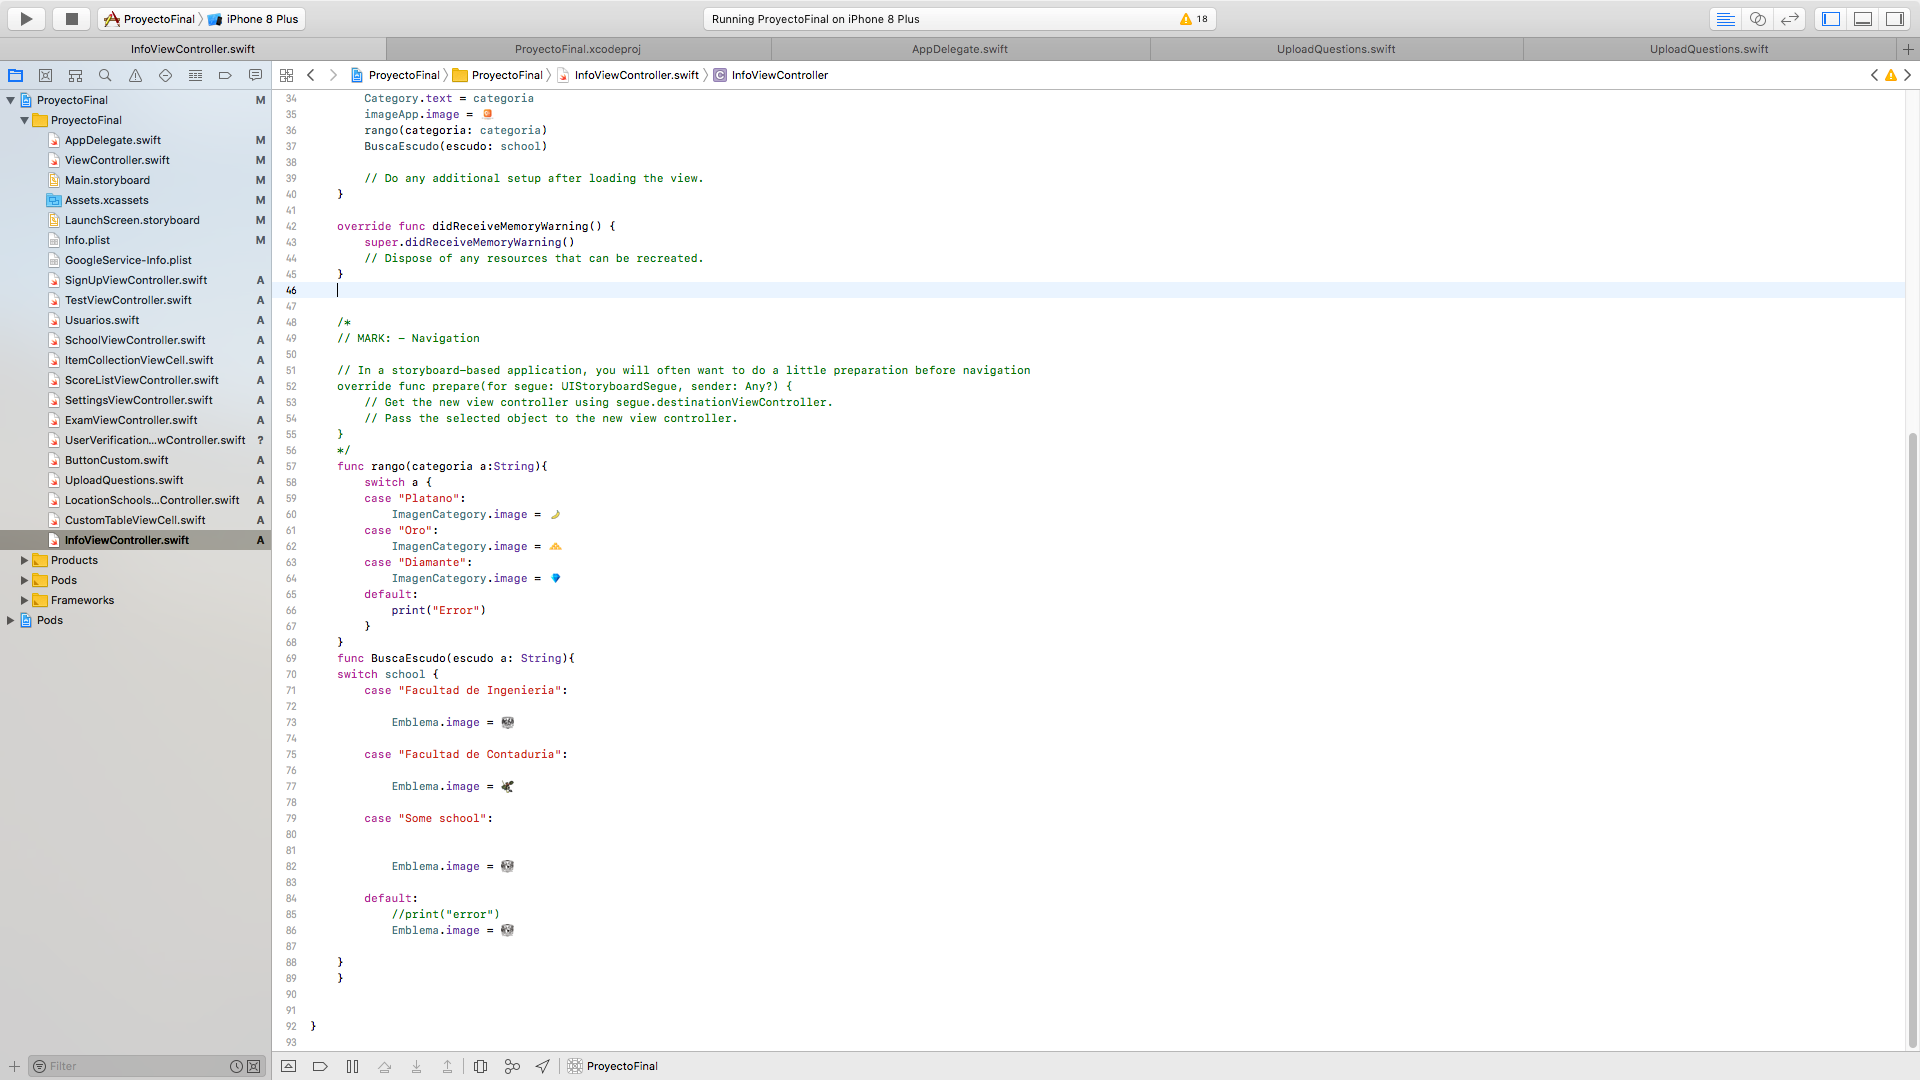 ProyectoFinal iPhone 8 Plus
Running ProyectoFinal on iPhone 8 Plus 18
InfoViewController.swift ProyectoFinal.xcodeproj AppDelegate.swift UploadQuestions.swift UploadQuestions.swift
ProyectoFinal ProyectoFinal InfoViewController.swift C InfoViewController
ProyectoFinal M
ProyectoFinal
AppDelegate.swift M
ViewController.swift M
Main.storyboard M
Assets.xcassets M
LaunchScreen.storyboard M
Info.plist M
GoogleService-Info.plist
SignUpViewController.swift A
TestViewController.swift A
Usuarios.swift A
SchoolViewController.swift A
ItemCollectionViewCell.swift A
ScoreListViewController.swift A
SettingsViewController.swift A
ExamViewController.swift A
UserVerification...wController.swift ?
ButtonCustom.swift A
UploadQuestions.swift A
LocationSchools...Controller.swift A
CustomTableViewCell.swift A
InfoViewController.swift A
Products
Pods
Frameworks
Pods
Filter
34 Category.text = categoria
35 imageApp.image =
36 rango(categoria: categoria)
37 BuscaEscudo(escudo: school)
38
39 // Do any additional setup after loading the view.
40 }
41
42 override func didReceiveMemoryWarning() {
43 super.didReceiveMemoryWarning()
44 // Dispose of any resources that can be recreated.
45 }
46
47
48 /*
49 // MARK: - Navigation
50
51 // In a storyboard-based application, you will often want to do a little preparation before navigation
52 override func prepare(for segue: UIStoryboardSegue, sender: Any?) {
53 // Get the new view controller using segue.destinationViewController.
54 // Pass the selected object to the new view controller.
55 }
56 */
57 func rango(categoria a:String){
58 switch a {
59 case "Platano":
60 ImagenCategory.image = 🍌
61 case "Oro":
62 ImagenCategory.image =
63 case "Diamante":
64 ImagenCategory.image = 💎
65 default:
66 print("Error")
67 }
68 }
69 func BuscaEscudo(escudo a: String){
70 switch school {
71 case "Facultad de Ingenieria":
72
73 Emblema.image =
74
75 case "Facultad de Contaduria":
76
77 Emblema.image =
78
79 case "Some school":
80
81
82 Emblema.image =
83
84 default:
85 //print("error")
86 Emblema.image =
87
88 }
89 }
90
91
92 }
93
ProyectoFinal